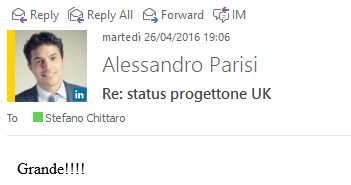 Reply Reply All Forward IM
martedì 26/04/2016 19:06
Alessandro Parisi
in
Re: status progettone UK
To Stefano Chittaro
Grande!!!!